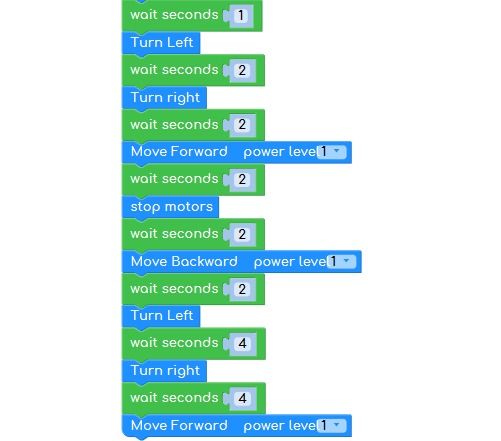 wait seconds 1
Turn Left
wait seconds 2
Turn right
wait seconds 2
Move Forward power level 1
wait seconds 2
stop motors
wait seconds 2
Move Backward power level 1
wait seconds 2
Turn Left
wait seconds 4
Turn right
wait seconds 4
Move Forward power level 1